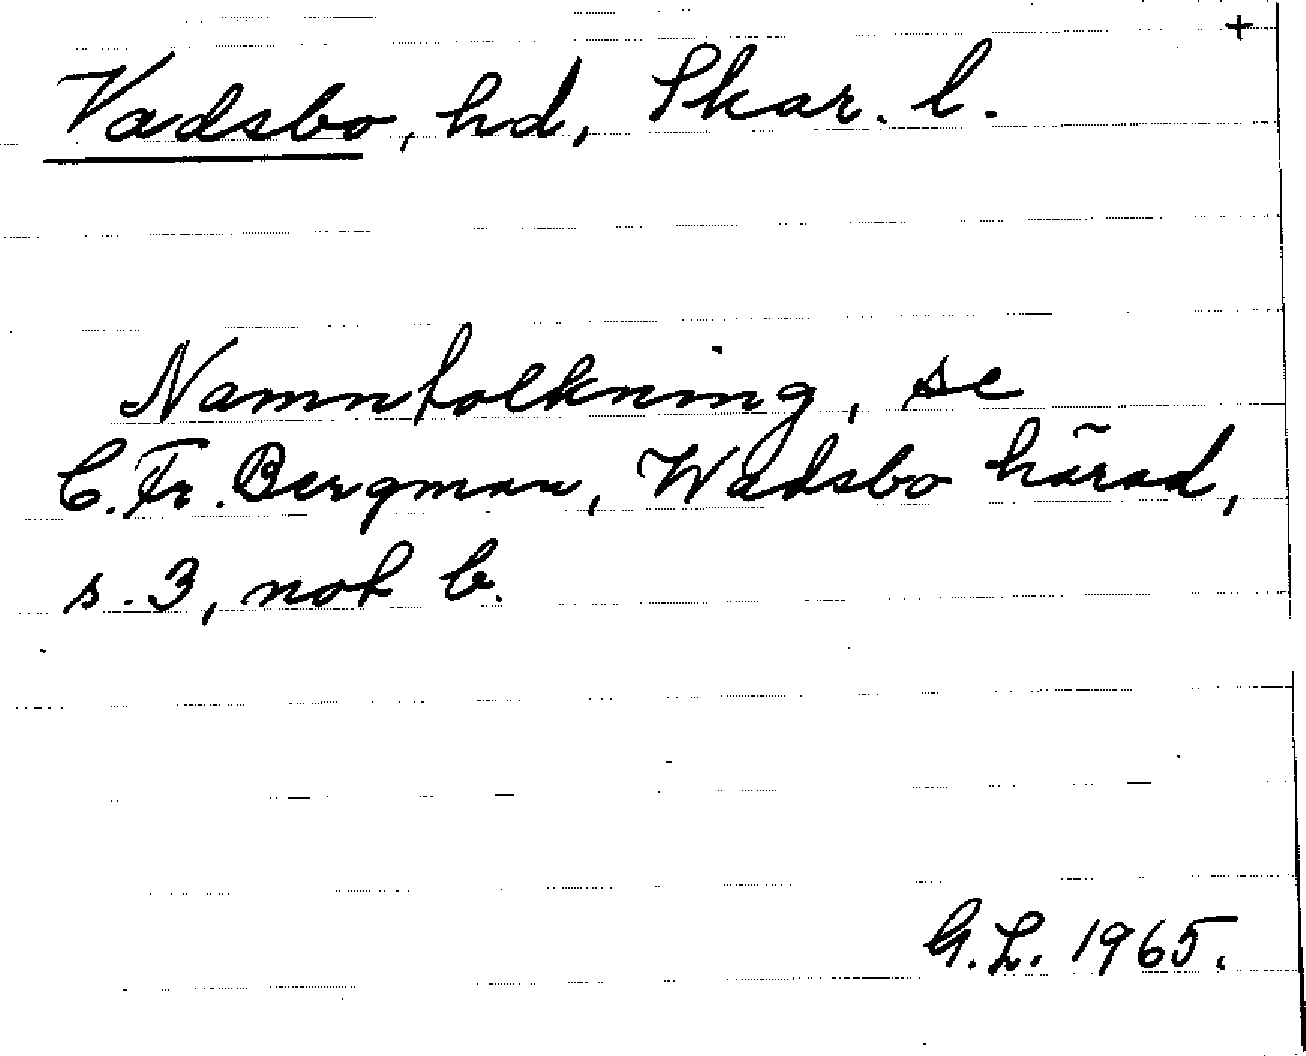 +
Vadsbo, hd, Skar. l.
Namntolkning, se
C. Fr. Bergman, Wadsbo härad,
s. 3, not b.
G. L. 1965.